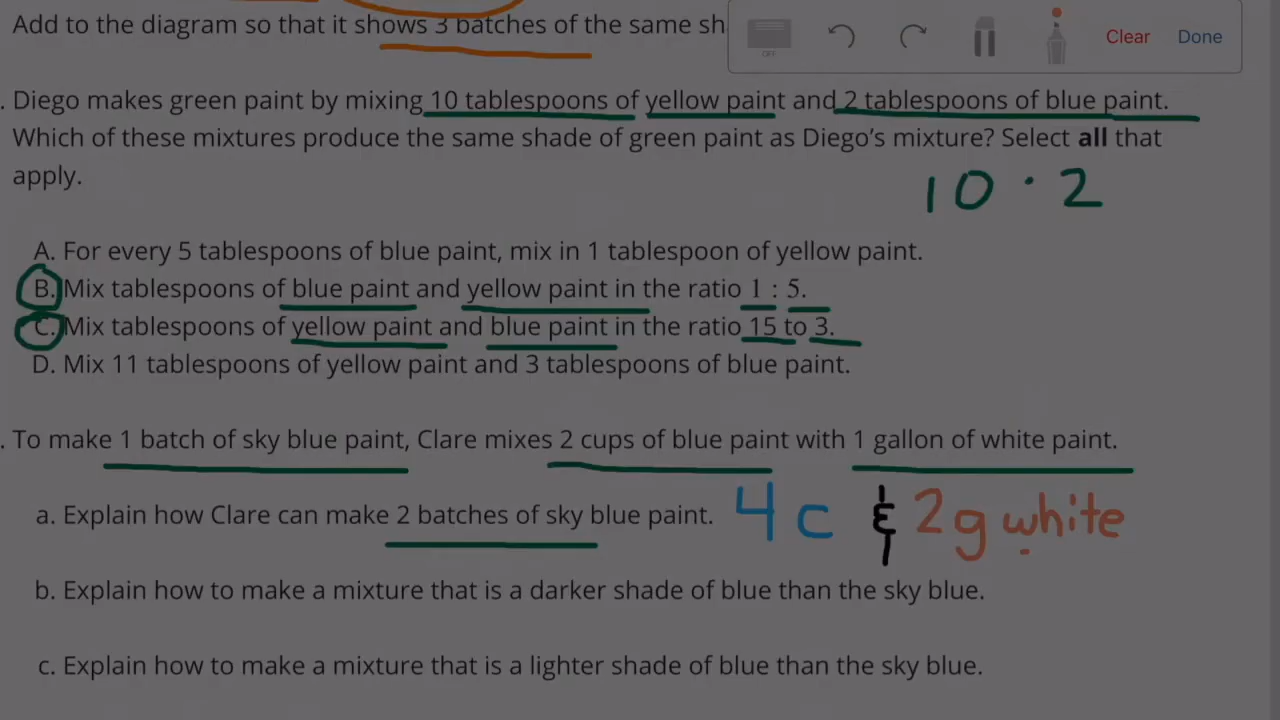 Add to the diagram so that it shows 3 batches of the same sh
OFF
Clear Done
. Diego makes green paint by mixing 10 tablespoons of yellow paint and 2 tablespoons of blue paint.
Which of these mixtures produce the same shade of green paint as Diego’s mixture? Select all that
apply.
10 · 2
A. For every 5 tablespoons of blue paint, mix in 1 tablespoon of yellow paint.
B. Mix tablespoons of blue paint and yellow paint in the ratio 1 : 5.
C. Mix tablespoons of yellow paint and blue paint in the ratio 15 to 3.
D. Mix 11 tablespoons of yellow paint and 3 tablespoons of blue paint.
. To make 1 batch of sky blue paint, Clare mixes 2 cups of blue paint with 1 gallon of white paint.
a. Explain how Clare can make 2 batches of sky blue paint. 4 c & 2g white
b. Explain how to make a mixture that is a darker shade of blue than the sky blue.
c. Explain how to make a mixture that is a lighter shade of blue than the sky blue.